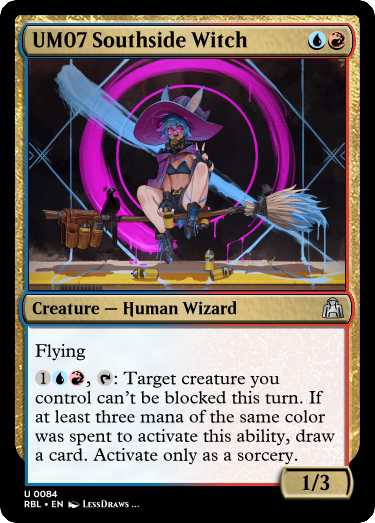 UM07 Southside Witch
Creature — Human Wizard
Flying
1, : Target creature you
control can't be blocked this turn. If
at least three mana of the same color
was spent to activate this ability, draw
a card. Activate only as a sorcery.
1/3
U 0084
RBL • EN LessDraws ...